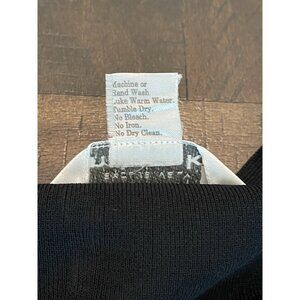 Machine or
Hand Wash
Luke Warm Water.
Tumble Dry.
No Bleach.
No Iron.
No Dry Clean.
K